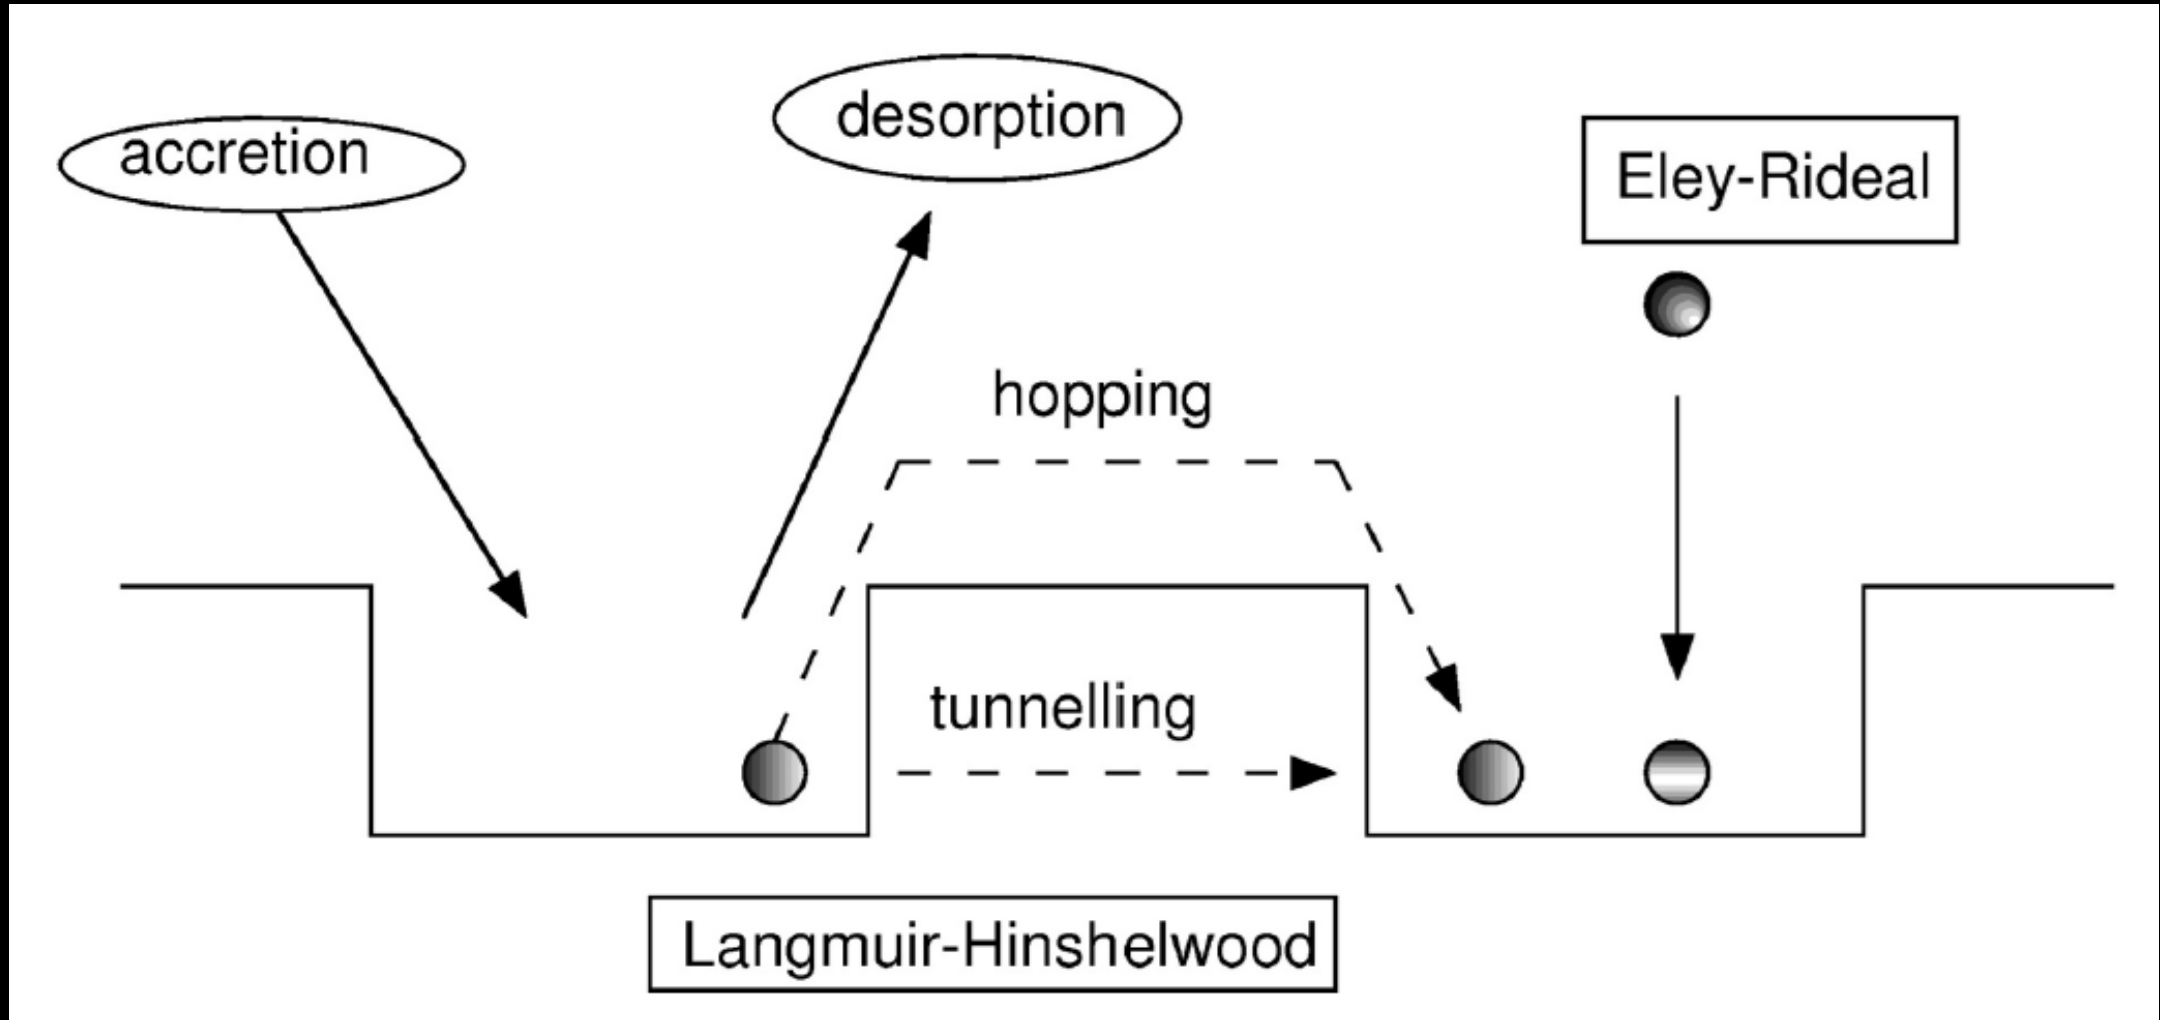 accretion
desorption
Eley-Rideal
hopping
tunnelling
Langmuir-Hinshelwood